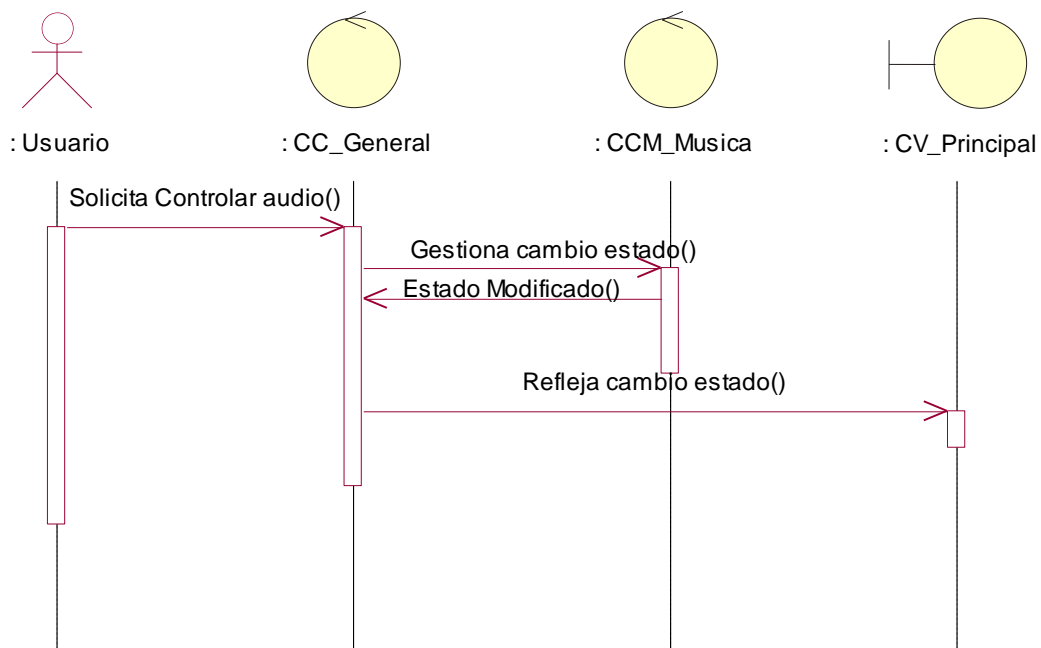 : Usuario
: CC_General
: CCM_Musica
: CV_Principal
Solicita Controlar audio()
Gestiona cambio estado()
Estado Modificado()
Refleja cambio estado()